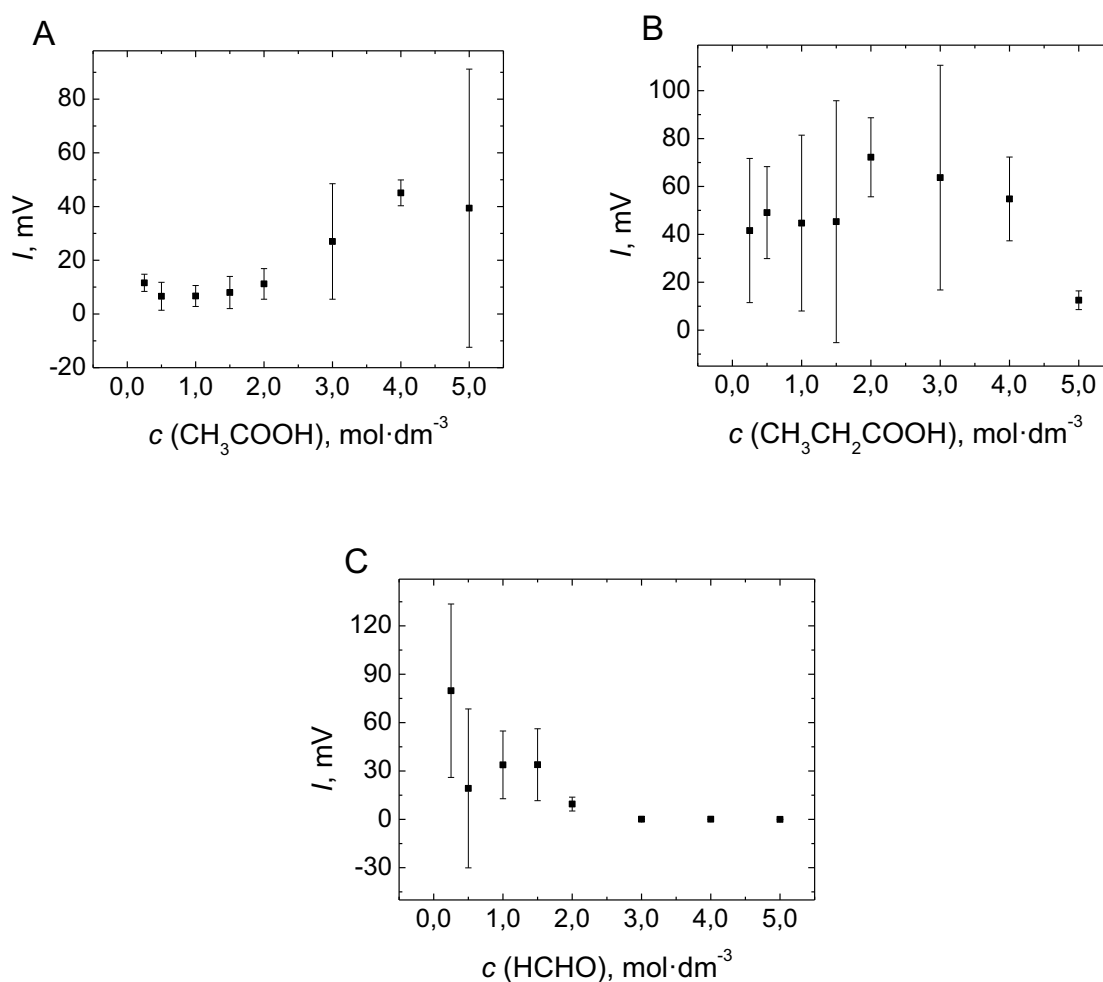 A
80
60
40
20
0
-20
I, mV
0,0 1,0 2,0 3,0 4,0 5,0
c (CH₃COOH), mol·dm⁻³
B
100
80
60
40
20
0
I, mV
0,0 1,0 2,0 3,0 4,0 5,0
c (CH₃CH₂COOH), mol·dm⁻³
C
120
90
60
30
0
-30
I, mV
0,0 1,0 2,0 3,0 4,0 5,0
c (HCHO), mol·dm⁻³